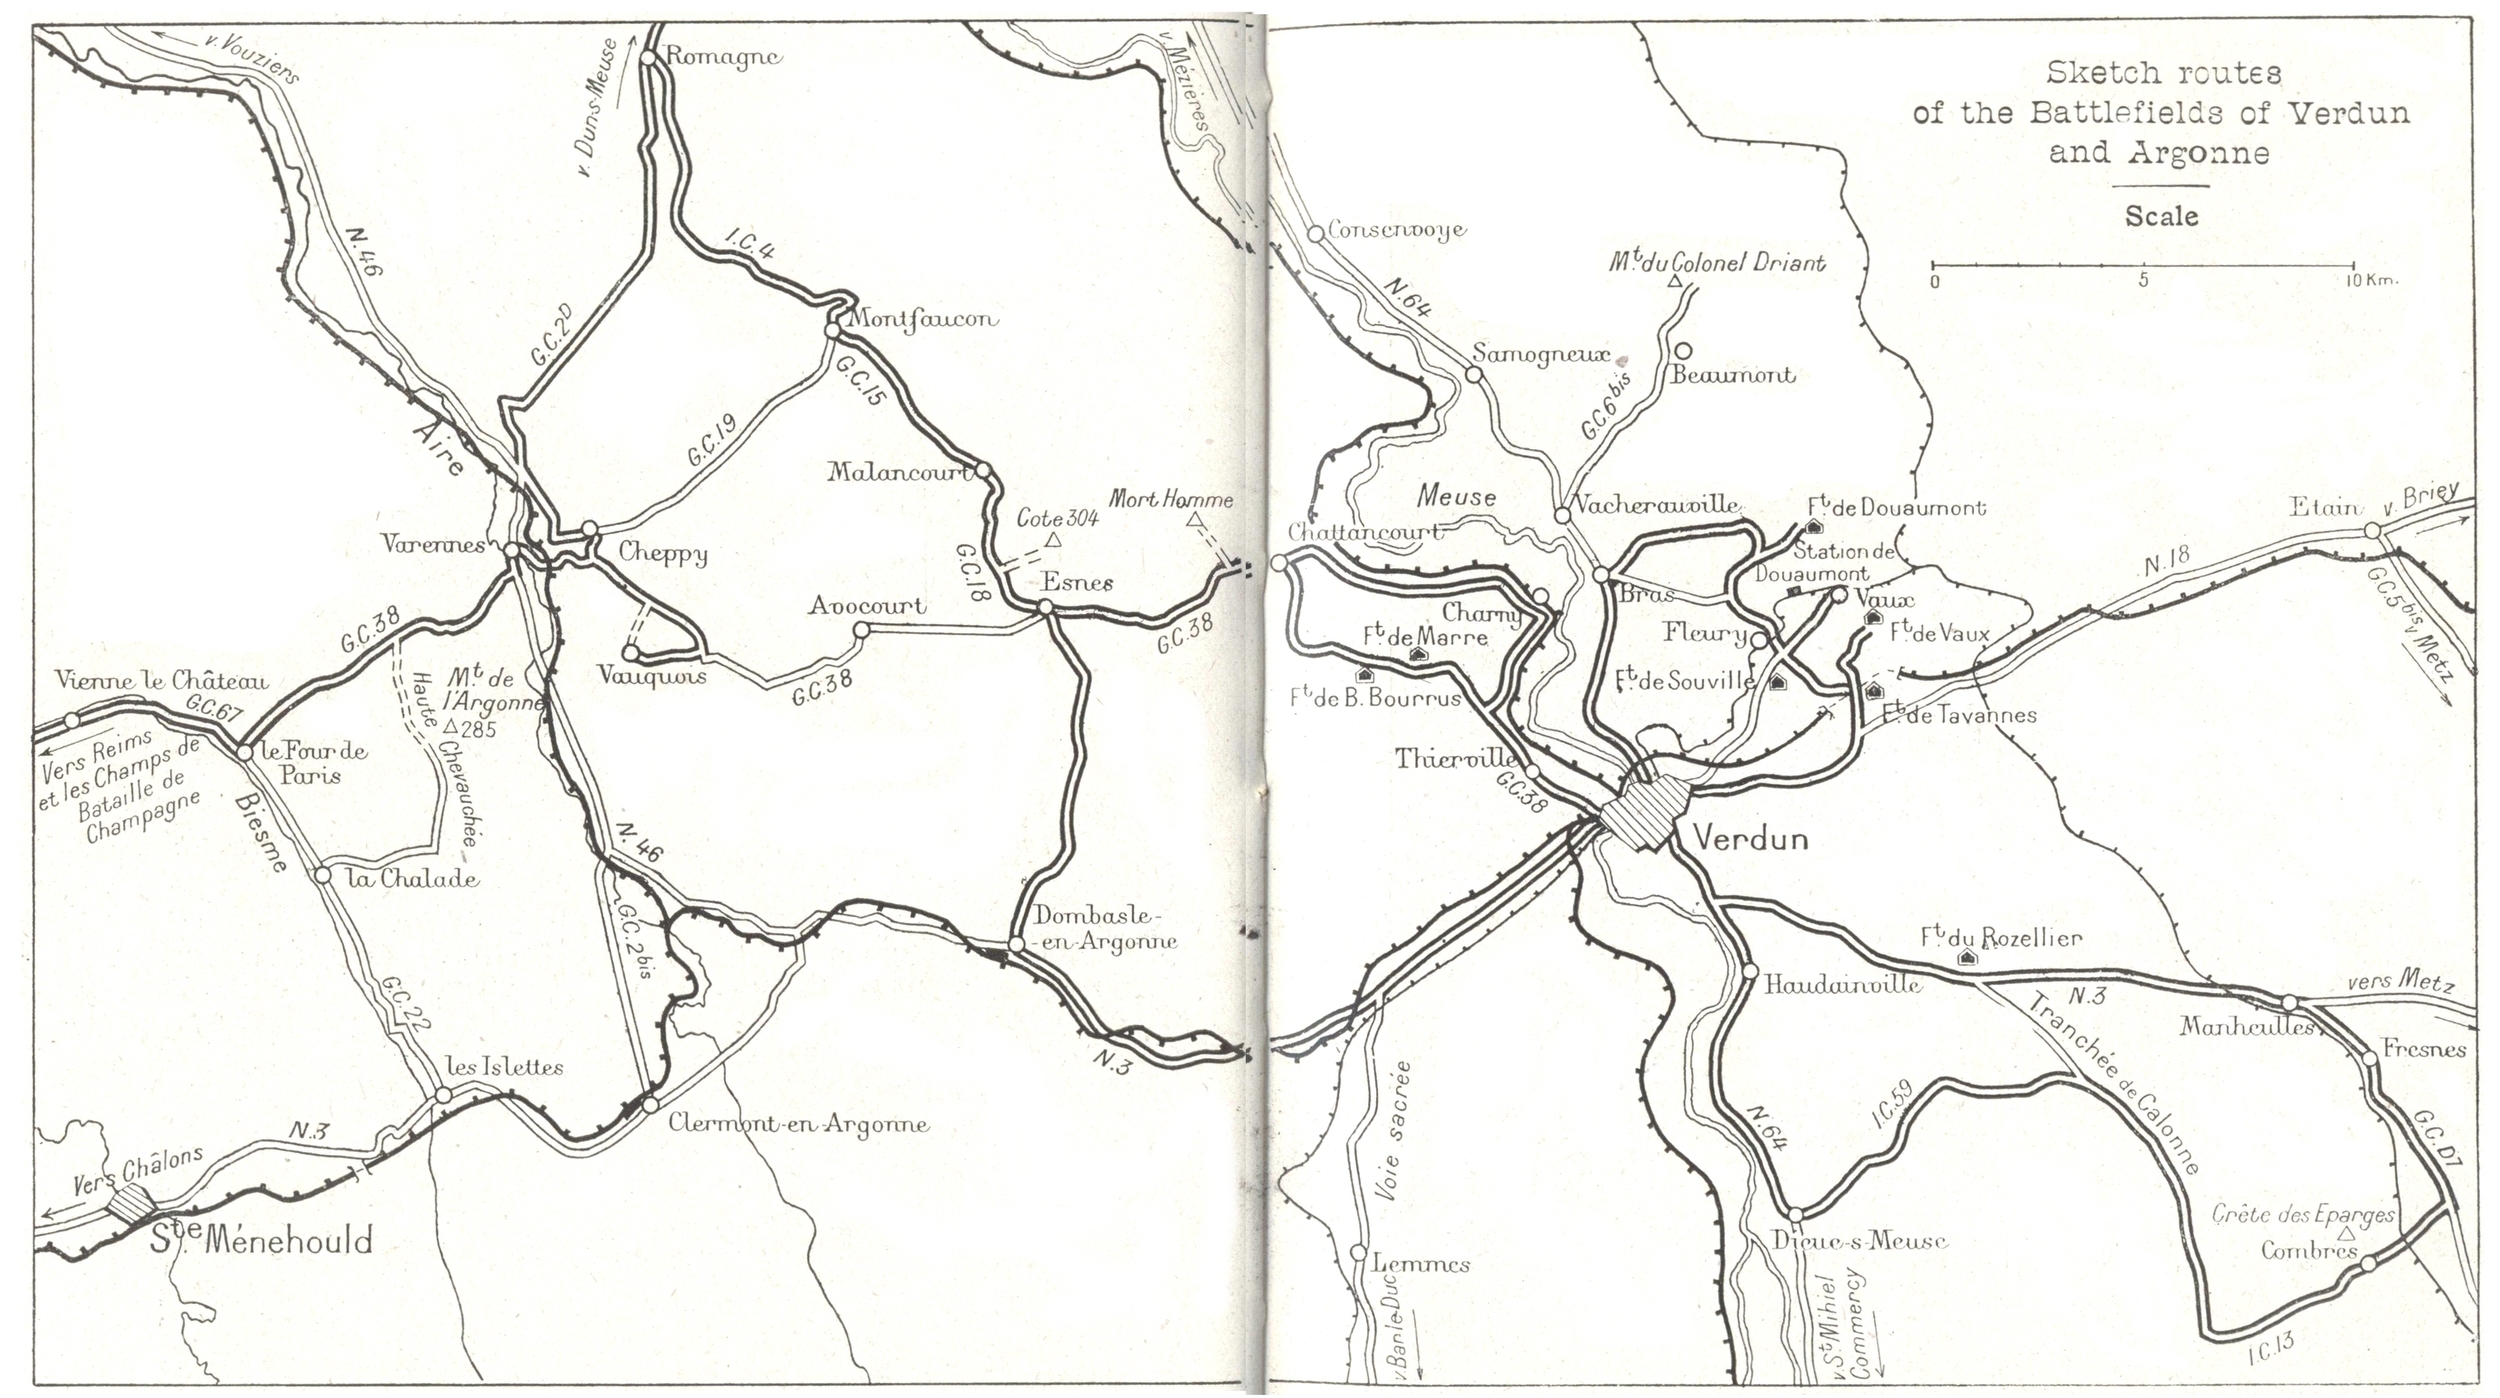 Sketch routes
of the Battlefields of Verdun
and Argonne
Scale
0 5 10 Km.
v. Vouziers
v. Duns-Meuse
Romagne
N.46
I.C.4
G.C.2D
Montfaucon
G.C.15
G.C.19
Aire
Malancourt
Cote 304
Mort Homme
Varennes
Cheppy
G.C.18
Esnes
Avocourt
G.C.38
G.C.38
G.C.38
Vauquois
Vienne le Château
G.C.67
Mt. de
l'Argonne
285
Haute Chevauchée
Vers Reims
et les Champs de
Bataille de
Champagne
le Four de
Paris
Biesme
la Chalade
N. 46
G.C.2bis
Dombasle-
-en-Argonne
G.C.22
N.3
les Islettes
Clermont-en-Argonne
N.3
Vers Châlons
Ste Ménehould
v. Mézières
Consenvoye
N.64
Mt. du Colonel Driant
Samogneux
Beaumont
G.C.6bis
Meuse
Vacherauville
Ft. de Douaumont
Chattancourt
Station de
Douaumont
Bras
Vaux
Charny
Ft. de Marre
Fleury
Ft. de Vaux
Ft. de B. Bourrus
Ft. de Souville
Ft. de Tavannes
Thierville
G.C.38
Verdun
Etain
v. Briey
N.18
G.C.5bis
v. Metz
Ft. du Rozellier
Haudainville
N.3
vers Metz
Manheulles
Fresnes
Tranchée de Calonne
Voie sacrée
N.64
I.C.59
G.C. D7
Crête des Eparges
Combres
Dieue-s-Meuse
Lemmes
v. Bar-le-Duc
v. St Mihiel
Commercy
I.C.13